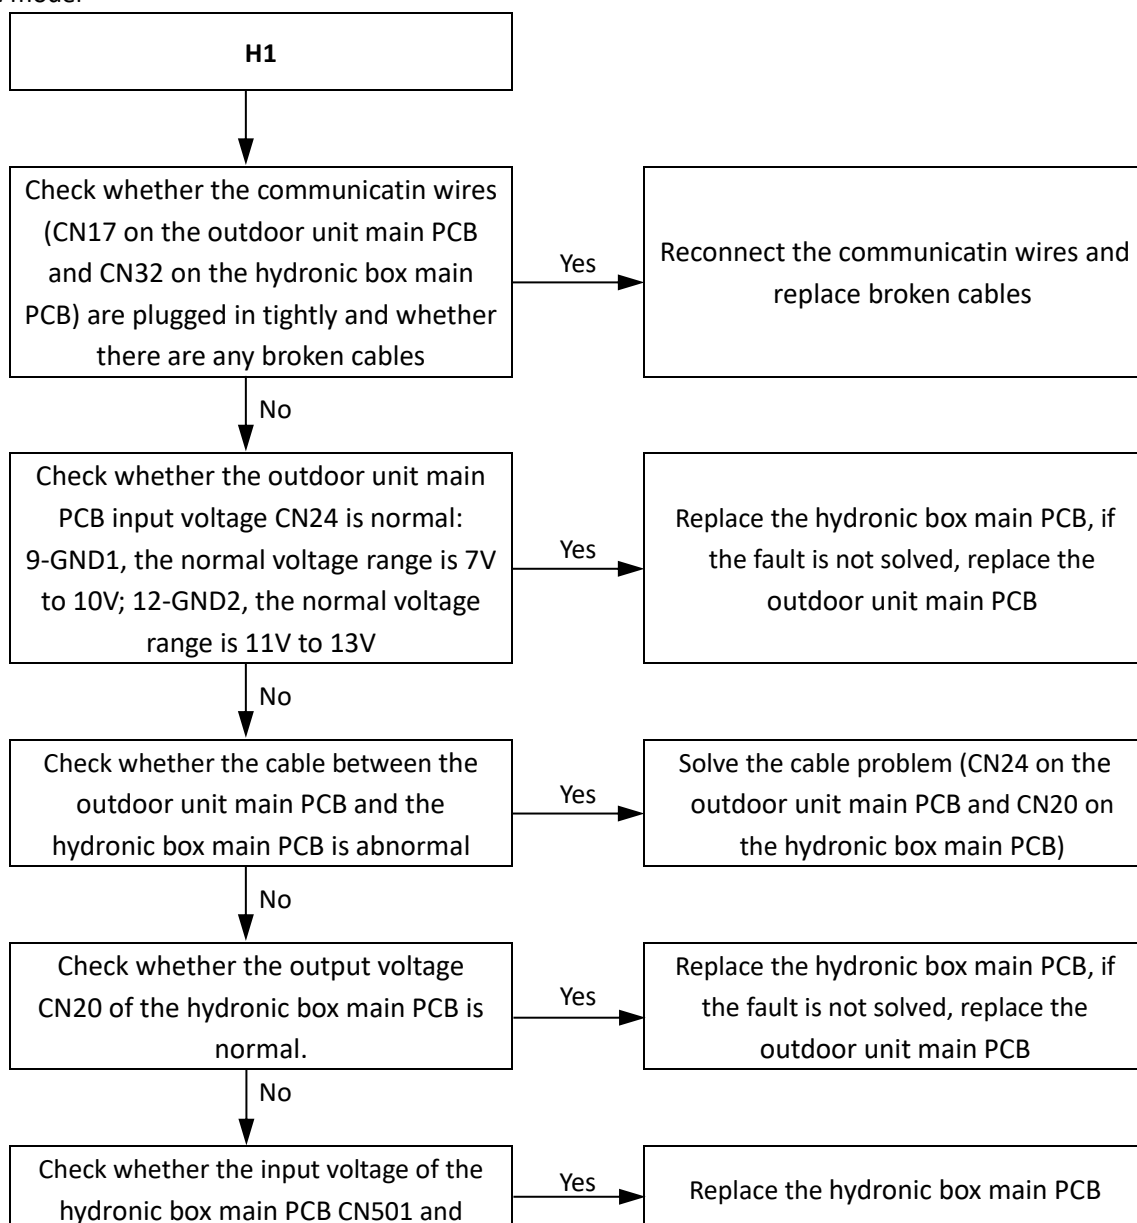 model
H1
Check whether the communicatin wires
(CN17 on the outdoor unit main PCB
and CN32 on the hydronic box main
PCB) are plugged in tightly and whether
there are any broken cables
Yes
Reconnect the communicatin wires and
replace broken cables
No
Check whether the outdoor unit main
PCB input voltage CN24 is normal:
9-GND1, the normal voltage range is 7V
to 10V; 12-GND2, the normal voltage
range is 11V to 13V
Yes
Replace the hydronic box main PCB, if
the fault is not solved, replace the
outdoor unit main PCB
No
Check whether the cable between the
outdoor unit main PCB and the
hydronic box main PCB is abnormal
Yes
Solve the cable problem (CN24 on the
outdoor unit main PCB and CN20 on
the hydronic box main PCB)
No
Check whether the output voltage
CN20 of the hydronic box main PCB is
normal.
Yes
Replace the hydronic box main PCB, if
the fault is not solved, replace the
outdoor unit main PCB
No
Check whether the input voltage of the
hydronic box main PCB CN501 and
Yes
Replace the hydronic box main PCB